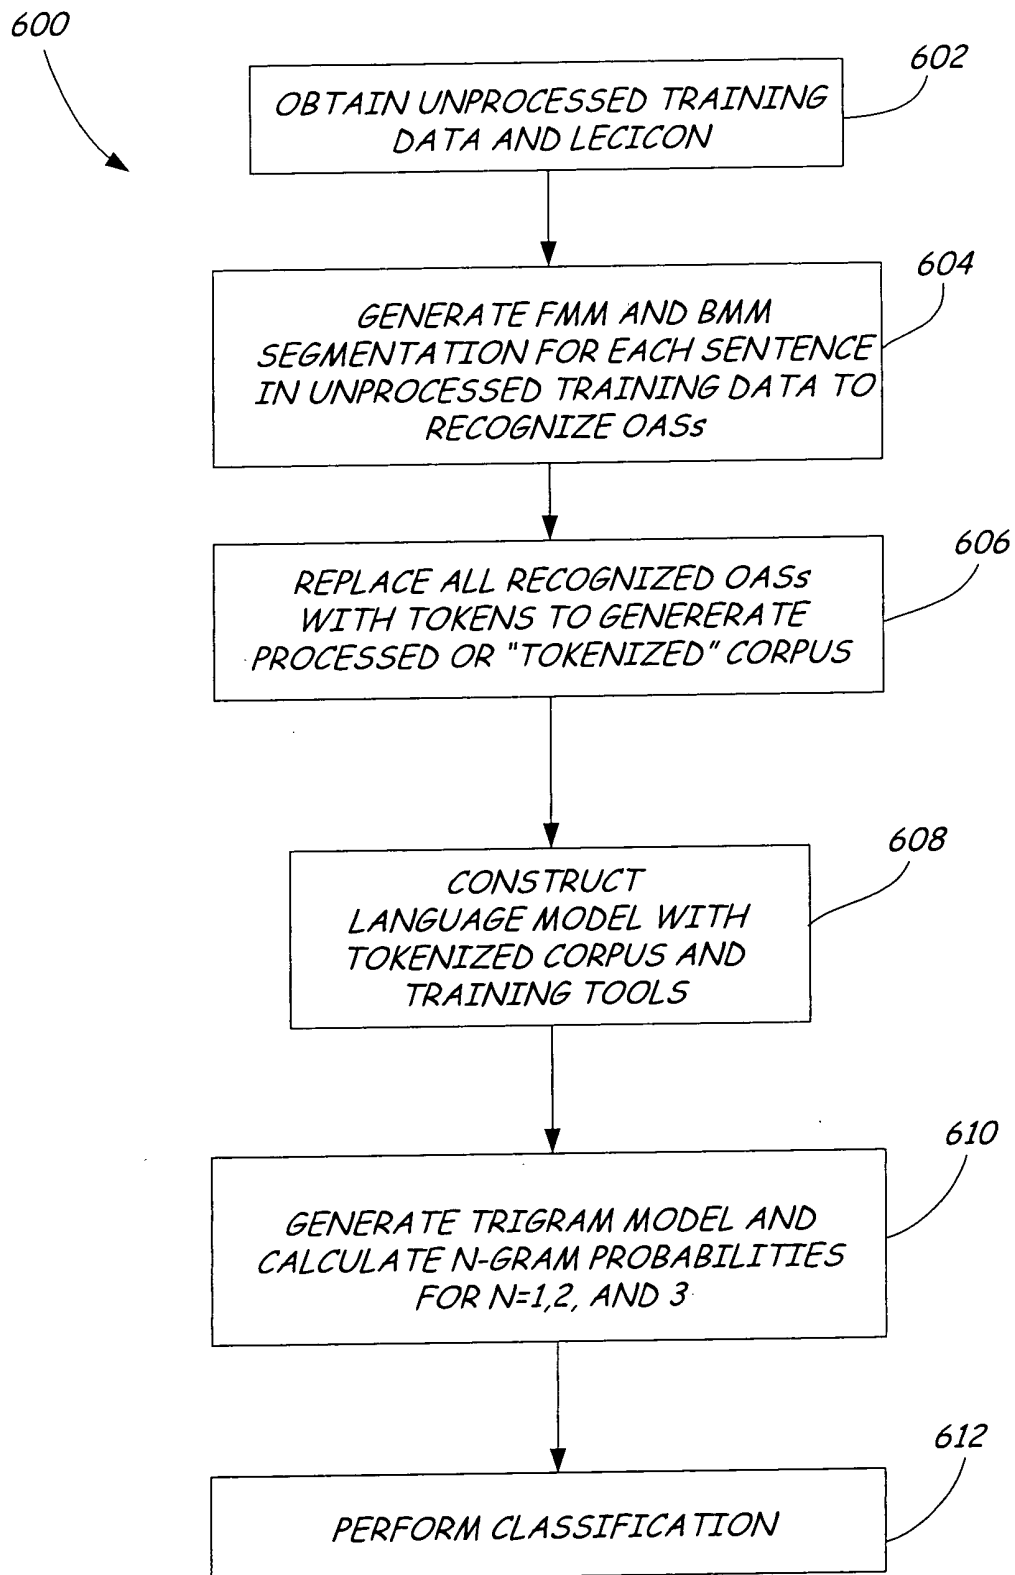 600
602
OBTAIN UNPROCESSED TRAINING
DATA AND LECICON
604
GENERATE FMM AND BMM
SEGMENTATION FOR EACH SENTENCE
IN UNPROCESSED TRAINING DATA TO
RECOGNIZE OASs
606
REPLACE ALL RECOGNIZED OASs
WITH TOKENS TO GENERERATE
PROCESSED OR "TOKENIZED" CORPUS
608
CONSTRUCT
LANGUAGE MODEL WITH
TOKENIZED CORPUS AND
TRAINING TOOLS
610
GENERATE TRIGRAM MODEL AND
CALCULATE N-GRAM PROBABILITIES
FOR N=1,2, AND 3
612
PERFORM CLASSIFICATION